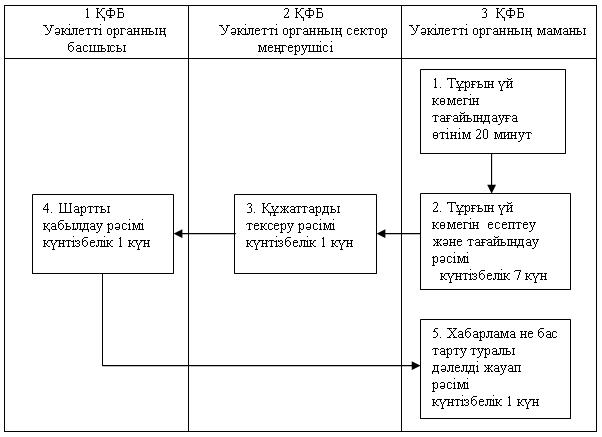 1 ҚФБ
Уәкілетті органның
басшысы
2 ҚФБ
Уәкілетті органның сектор
меңгерушісі
3 ҚФБ
Уәкілетті органның маманы
1. Тұрғын үй
көмегін
тағайындауға
өтінім 20 минут
2. Тұрғын үй
көмегін есептеу
және тағайындау
рәсімі
күнтізбелік 7 күн
3. Құжаттарды
тексеру рәсімі
күнтізбелік 1 күн
4. Шартты
қабылдау рәсімі
күнтізбелік 1 күн
5. Хабарлама не бас
тарту туралы
дәлелді жауап
рәсімі
күнтізбелік 1 күн